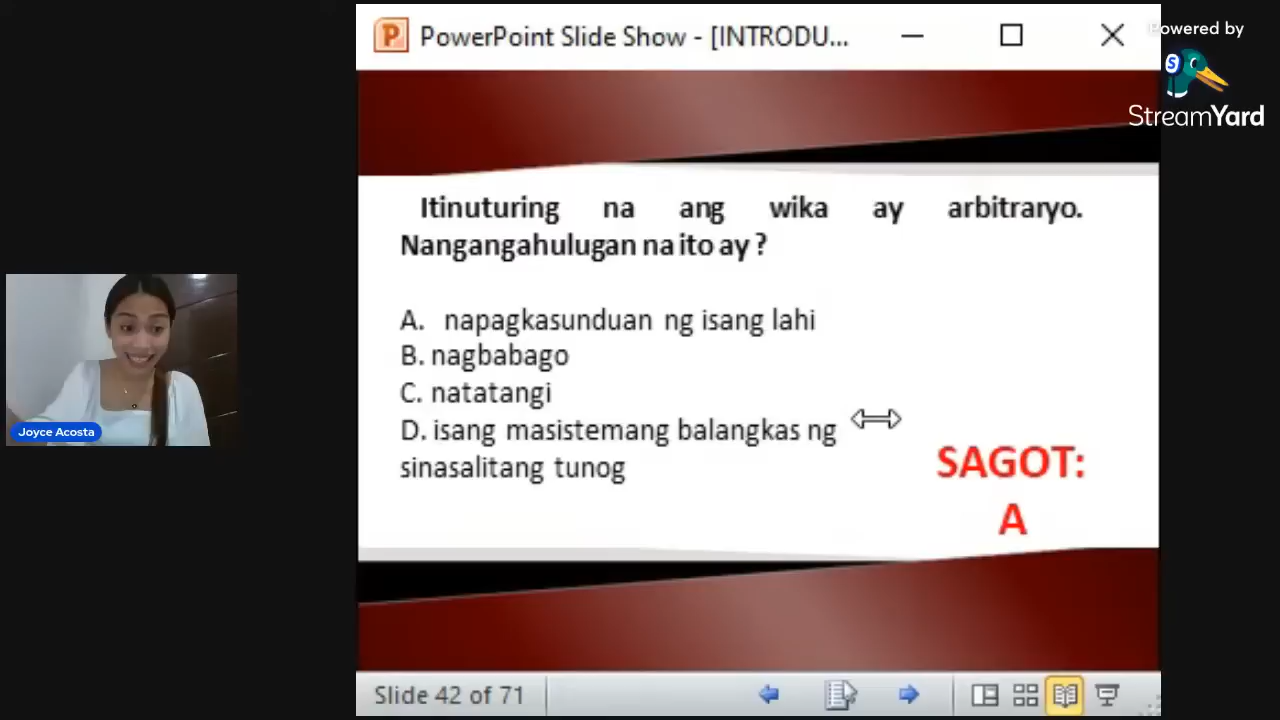 PowerPoint Slide Show - [INTRODU...
Powered by
StreamYard
Itinuturing na ang wika ay arbitraryo.
Nangangahulugan na ito ay ?
A. napagkasunduan ng isang lahi
B. nagbabago
C. natatangi
D. isang masistemang balangkas ng
sinasalitang tunog
SAGOT:
A
Joyce Acosta
Slide 42 of 71